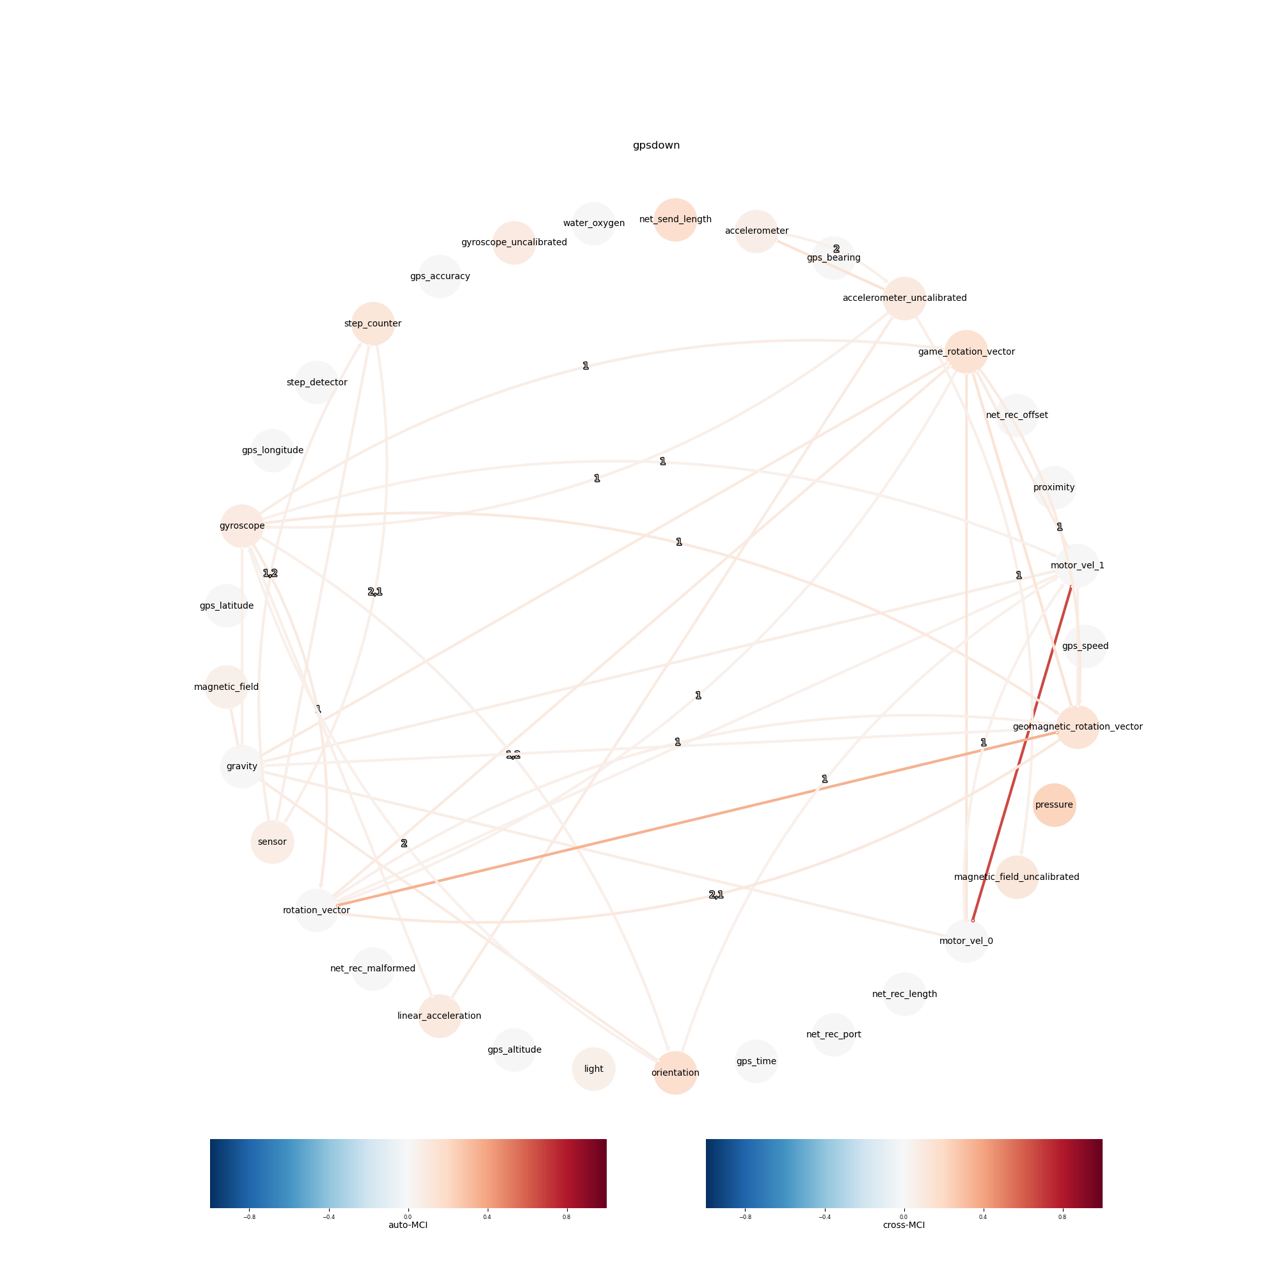 gpsdown
net_send_length
water_oxygen
accelerometer
gyroscope_uncalibrated
2
gps_bearing
gps_accuracy
accelerometer_uncalibrated
step_counter
game_rotation_vector
1
step_detector
net_rec_offset
gps_longitude
1
1
proximity
gyroscope
1
1
motor_vel_1
1,2
1
2,1
gps_latitude
gps_speed
magnetic_field
1
1
geomagnetic_rotation_vector
1
1
gravity
1
pressure
sensor
2
magnetic_field_uncalibrated
2,1
rotation_vector
motor_vel_0
net_rec_malformed
net_rec_length
linear_acceleration
net_rec_port
gps_altitude
gps_time
light
orientation
−0.8 −0.4 0.0 0.4 0.8
auto-MCI
−0.8 −0.4 0.0 0.4 0.8
cross-MCI